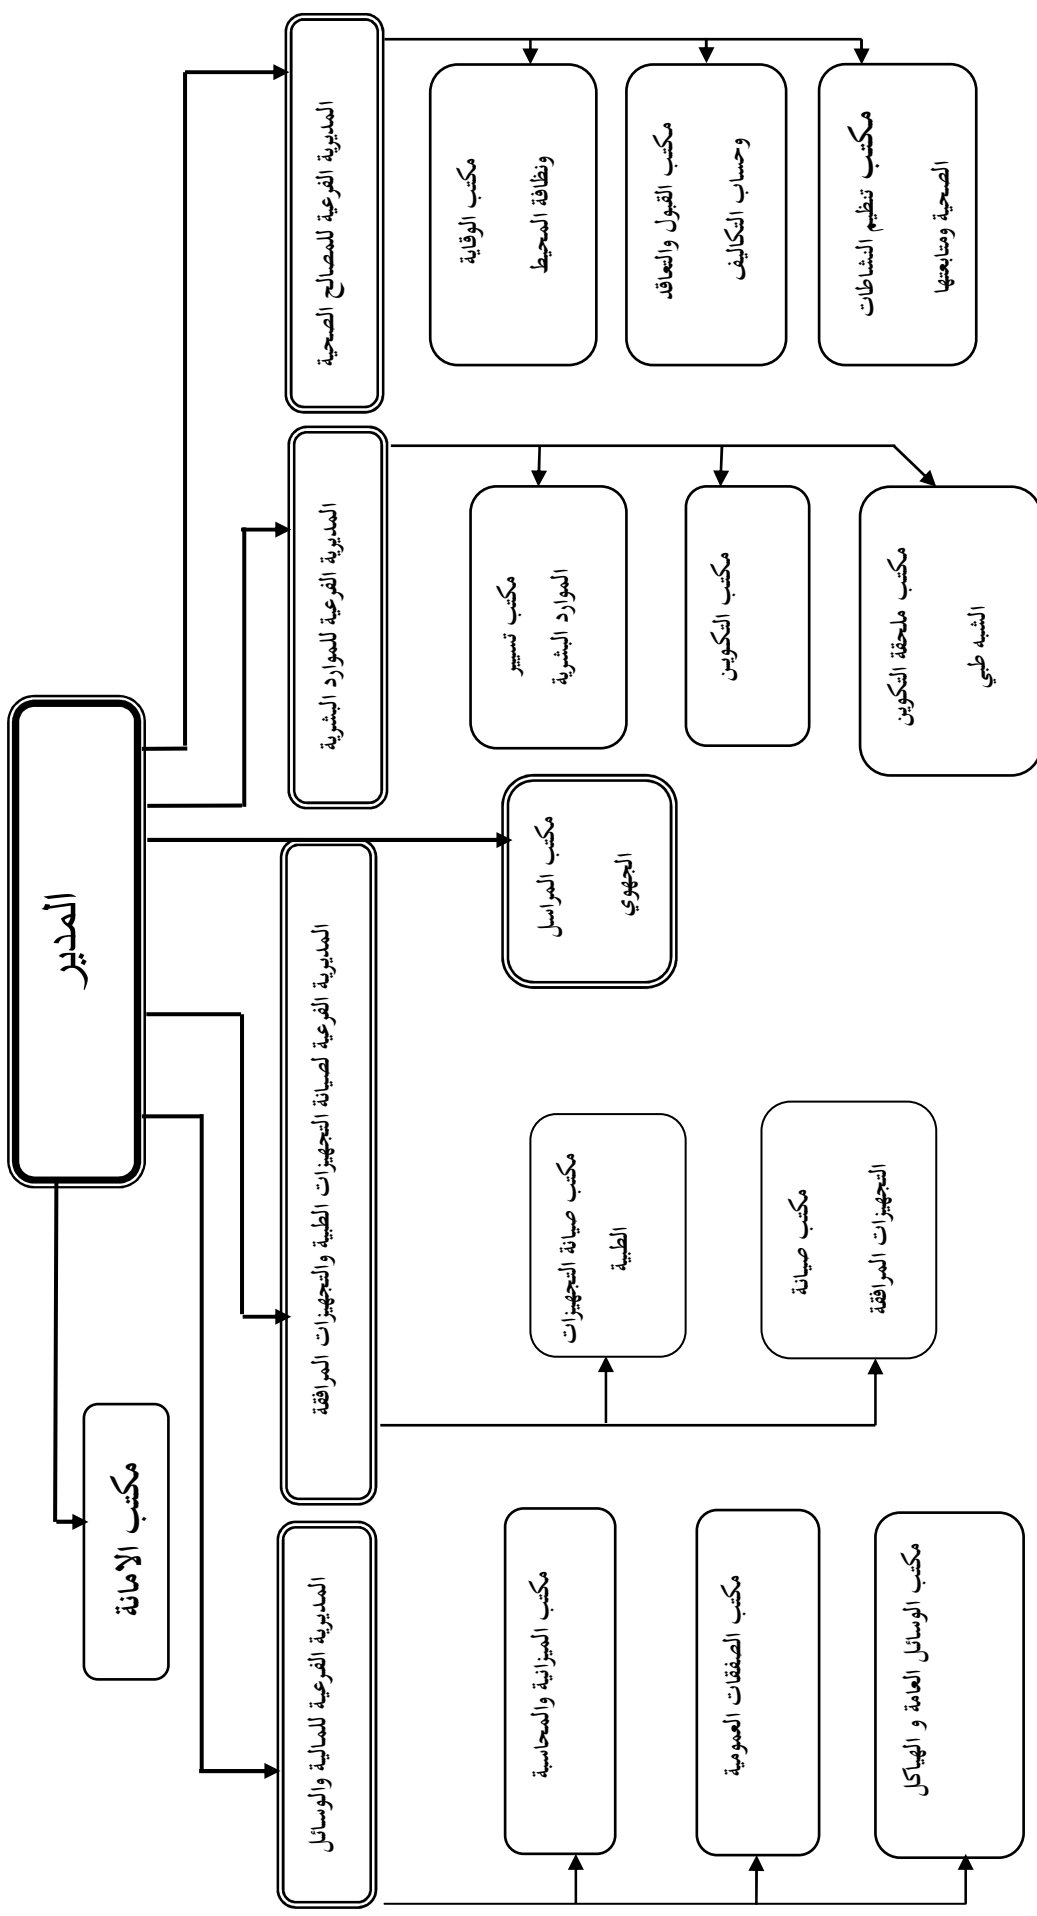 المدير
مكتب الامانة
المديرية الفرعية للمصالح الصحية
مكتب الوقاية
ونظافة المحيط
مكتب القبول والتعاقد
وحساب التكاليف
مكتب تنظيم النشاطات
الصحية ومتابعتها
المديرية الفرعية للموارد البشرية
مكتب تسيير
الموارد البشرية
مكتب التكوين
مكتب ملحقة التكوين
الشبه طبي
مكتب المراسل
الجهوي
المديرية الفرعية لصيانة التجهيزات الطبية والتجهيزات المرافقة
مكتب صيانة التجهيزات
الطبية
مكتب صيانة
التجهيزات المرافقة
المديرية الفرعية للمالية والوسائل
مكتب الميزانية والمحاسبة
مكتب الصفقات العمومية
مكتب الوسائل العامة و الهياكل